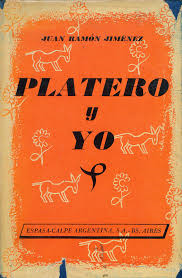 JUAN RAMÓN JIMÉNEZ
PLATERO
y
YO
ESPASA-CALPE ARGENTINA, S.A.-BS. AIRES